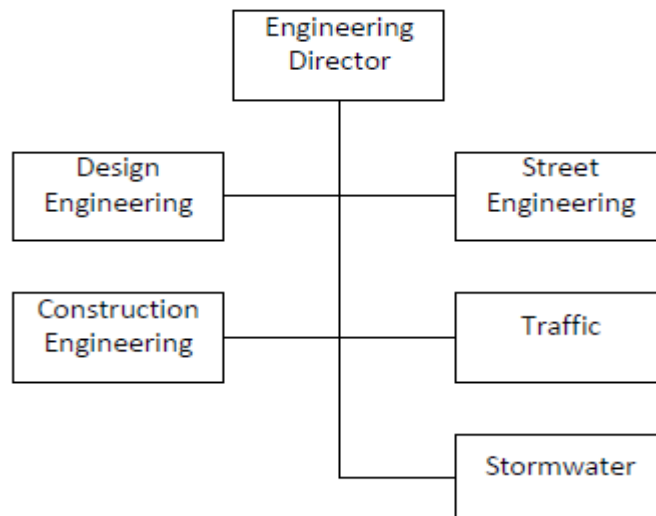 Engineering
Director
Design
Engineering
Street
Engineering
Construction
Engineering
Traffic
Stormwater